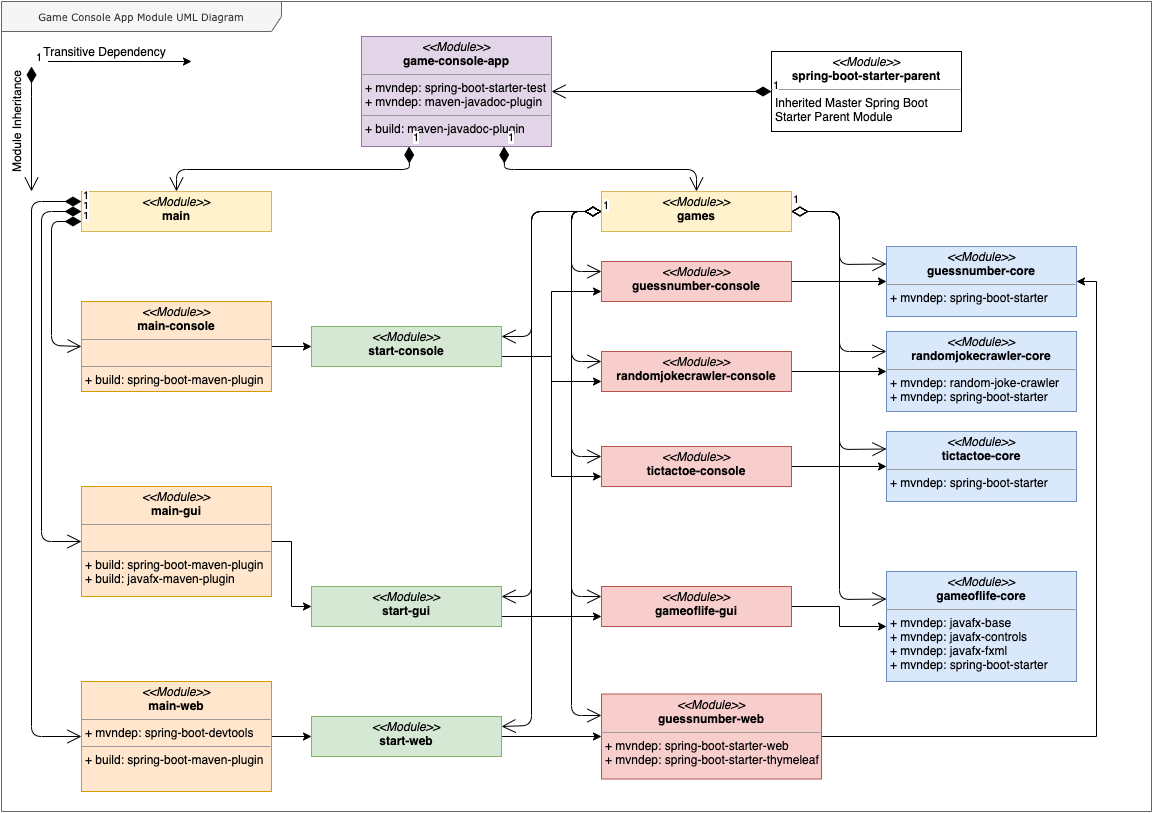 Game Console App Module UML Diagram
1
Transitive Dependency
Module Inheritance
<<Module>>
game-console-app
+ mvndep: spring-boot-starter-test
+ mvndep: maven-javadoc-plugin
+ build: maven-javadoc-plugin
1
1
<<Module>>
spring-boot-starter-parent
1
Inherited Master Spring Boot
Starter Parent Module
1
1
1
<<Module>>
main
1
<<Module>>
games
1
<<Module>>
guessnumber-console
<<Module>>
guessnumber-core
+ mvndep: spring-boot-starter
<<Module>>
main-console
+ build: spring-boot-maven-plugin
<<Module>>
start-console
<<Module>>
randomjokecrawler-console
<<Module>>
randomjokecrawler-core
+ mvndep: random-joke-crawler
+ mvndep: spring-boot-starter
<<Module>>
tictactoe-console
<<Module>>
tictactoe-core
+ mvndep: spring-boot-starter
<<Module>>
main-gui
+ build: spring-boot-maven-plugin
+ build: javafx-maven-plugin
<<Module>>
start-gui
<<Module>>
gameoflife-gui
<<Module>>
gameoflife-core
+ mvndep: javafx-base
+ mvndep: javafx-controls
+ mvndep: javafx-fxml
+ mvndep: spring-boot-starter
<<Module>>
main-web
+ mvndep: spring-boot-devtools
+ build: spring-boot-maven-plugin
<<Module>>
start-web
<<Module>>
guessnumber-web
+ mvndep: spring-boot-starter-web
+ mvndep: spring-boot-starter-thymeleaf